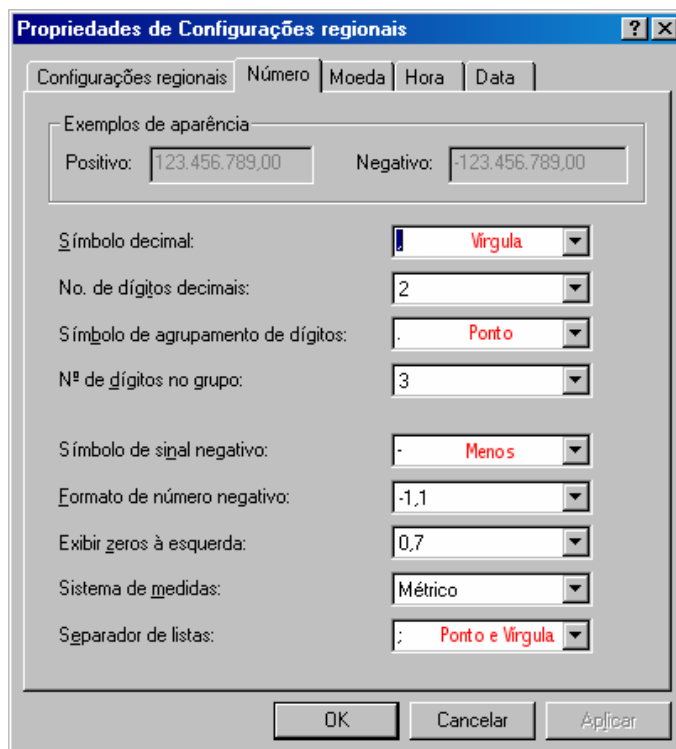 Propriedades de Configurações regionais
Configurações regionais Número Moeda Hora Data
Exemplos de aparência
Positivo: 123.456.789,00 Negativo: -123.456.789,00
Símbolo decimal: , Vírgula
No. de dígitos decimais: 2
Símbolo de agrupamento de dígitos: . Ponto
Nº de dígitos no grupo: 3
Símbolo de sinal negativo: - Menos
Formato de número negativo: -1,1
Exibir zeros à esquerda: 0,7
Sistema de medidas: Métrico
Separador de listas: ; Ponto e Vírgula
OK Cancelar Aplicar